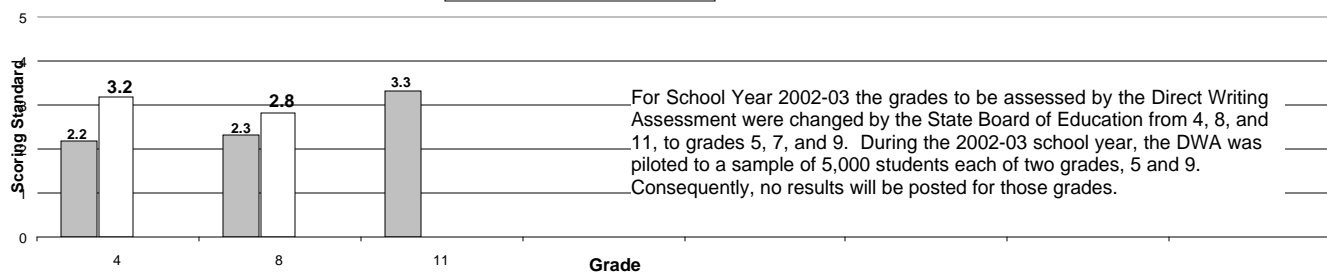 5
4
3
2
1
0
Scoring Standard
2.2
3.2
2.3
2.8
3.3
For School Year 2002-03 the grades to be assessed by the Direct Writing
Assessment were changed by the State Board of Education from 4, 8, and
11, to grades 5, 7, and 9. During the 2002-03 school year, the DWA was
piloted to a sample of 5,000 students each of two grades, 5 and 9.
Consequently, no results will be posted for those grades.
4
8
11
Grade